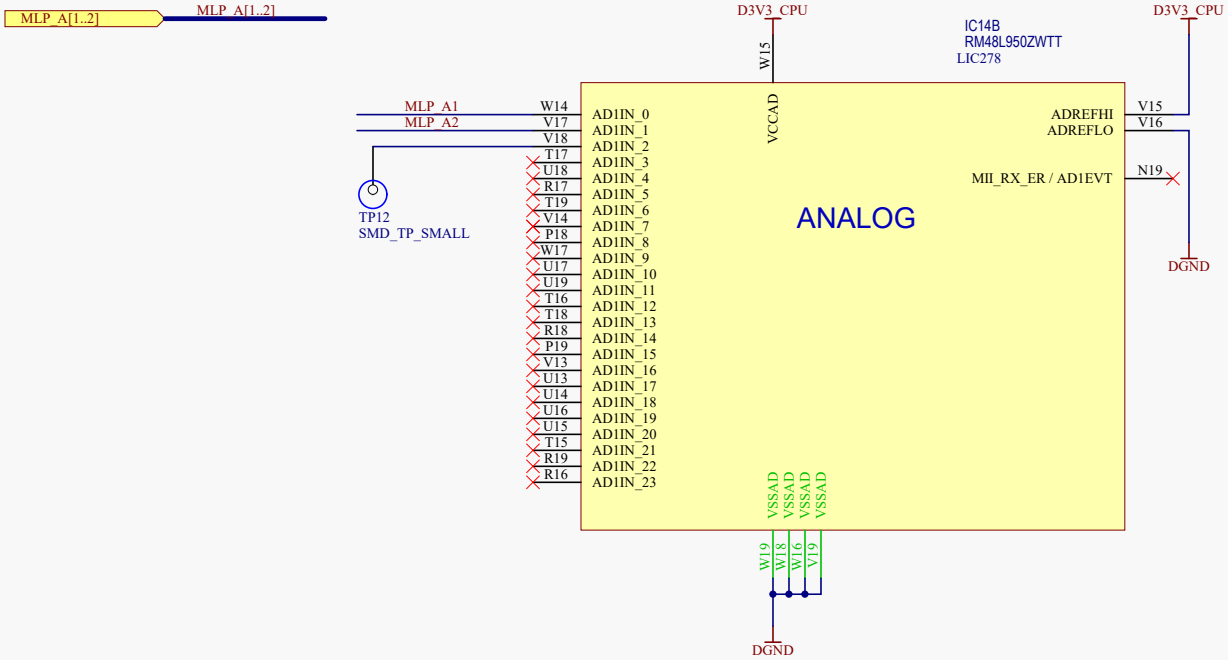 MLP_A[1..2]
MLP_A[1..2]
D3V3_CPU
D3V3_CPU
IC14B
RM48L950ZWTT
LIC278
W15
VCCAD
MLP_A1
W14
AD1IN_0
MLP_A2
V17
AD1IN_1
V18
AD1IN_2
T17
AD1IN_3
U18
AD1IN_4
R17
AD1IN_5
T19
AD1IN_6
V14
AD1IN_7
P18
AD1IN_8
W17
AD1IN_9
U17
AD1IN_10
U19
AD1IN_11
T16
AD1IN_12
T18
AD1IN_13
R18
AD1IN_14
P19
AD1IN_15
V13
AD1IN_16
U13
AD1IN_17
U14
AD1IN_18
U16
AD1IN_19
U15
AD1IN_20
T15
AD1IN_21
R19
AD1IN_22
R16
AD1IN_23
TP12
SMD_TP_SMALL
ADREFHI
V15
ADREFLO
V16
MII_RX_ER / AD1EVT
N19
ANALOG
DGND
VSSAD
VSSAD
VSSAD
VSSAD
W19
W18
W16
V19
DGND